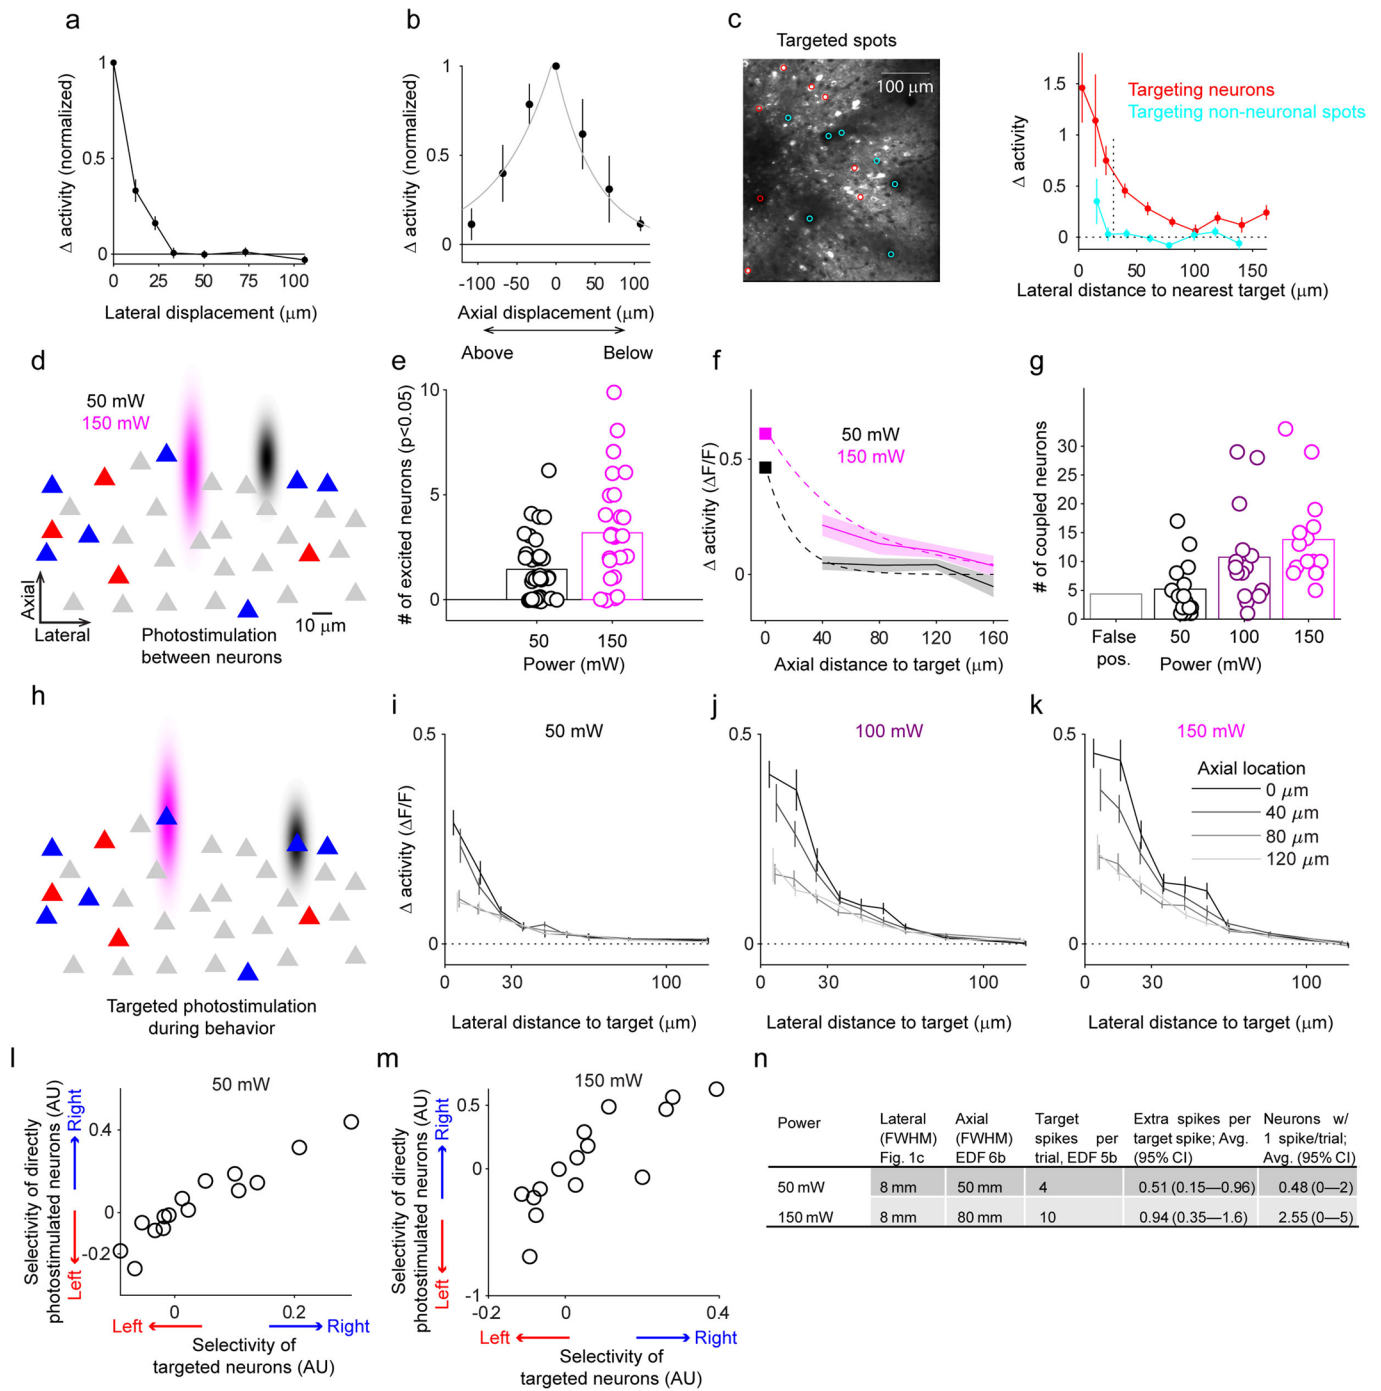 a
Δ activity (normalized)
1
0.5
0
0 25 50 75 100
Lateral displacement (μm)
b
Δ activity (normalized)
1
0.5
0
-100 -50 0 50 100
Axial displacement (μm)
Above Below
c
Targeted spots
100 μm
Δ activity
1.5
1
0.5
0
Targeting neurons
Targeting non-neuronal spots
0 50 100 150
Lateral distance to nearest target (μm)
d
50 mW
150 mW
Axial
Lateral
10 μm
Photostimulation
between neurons
e
# of excited neurons (p<0.05)
10
5
0
50 150
Power (mW)
f
Δ activity (ΔF/F)
0.5
0
50 mW
150 mW
0 40 80 120 160
Axial distance to target (μm)
g
# of coupled neurons
30
25
20
15
10
5
0
False
pos.
50 100 150
Power (mW)
h
Targeted photostimulation
during behavior
i
50 mW
Δ activity (ΔF/F)
0.5
0
0 30 100
Lateral distance to target (μm)
j
100 mW
0.5
0
0 30 100
Lateral distance to target (μm)
k
150 mW
0.5
0
Axial location
0 μm
40 μm
80 μm
120 μm
0 30 100
Lateral distance to target (μm)
l
50 mW
Selectivity of directly
photostimulated neurons (AU)
Left Right
0.4
0
-0.2
0 0.2
Left Right
Selectivity of
targeted neurons (AU)
m
150 mW
Selectivity of directly
photostimulated neurons (AU)
Left Right
0.5
0
-1
-0.2 0 0.4
Left Right
Selectivity of
targeted neurons (AU)
n
Power Lateral (FWHM) Fig. 1c Axial (FWHM) EDF 6b Target spikes per trial, EDF 5b Extra spikes per target spike; Avg. (95% CI) Neurons w/ 1 spike/trial; Avg. (95% CI)
50 mW 8 mm 50 mm 4 0.51 (0.15—0.96) 0.48 (0—2)
150 mW 8 mm 80 mm 10 0.94 (0.35—1.6) 2.55 (0—5)